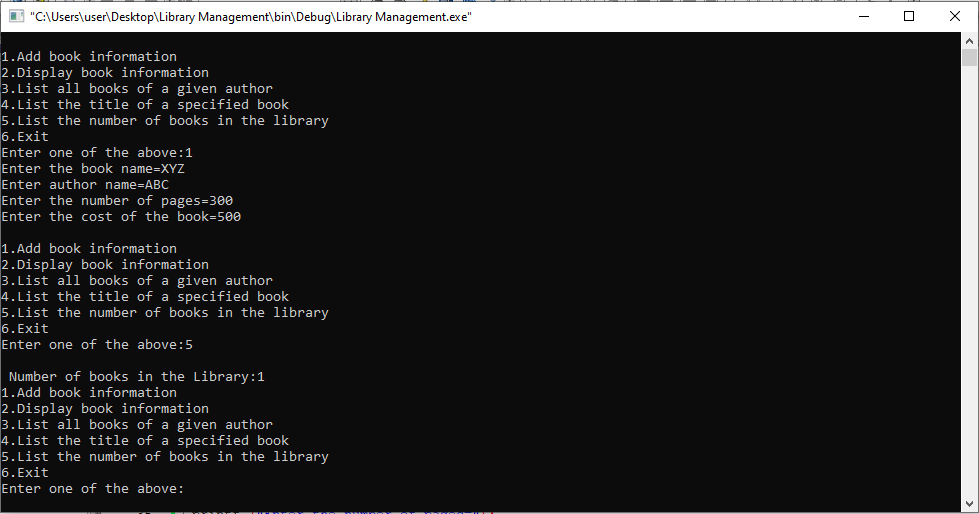 "C:\Users\user\Desktop\Library Management\bin\Debug\Library Management.exe"
1.Add book information
2.Display book information
3.List all books of a given author
4.List the title of a specified book
5.List the number of books in the library
6.Exit
Enter one of the above:1
Enter the book name=XYZ
Enter author name=ABC
Enter the number of pages=300
Enter the cost of the book=500
1.Add book information
2.Display book information
3.List all books of a given author
4.List the title of a specified book
5.List the number of books in the library
6.Exit
Enter one of the above:5
Number of books in the Library:1
1.Add book information
2.Display book information
3.List all books of a given author
4.List the title of a specified book
5.List the number of books in the library
6.Exit
Enter one of the above: